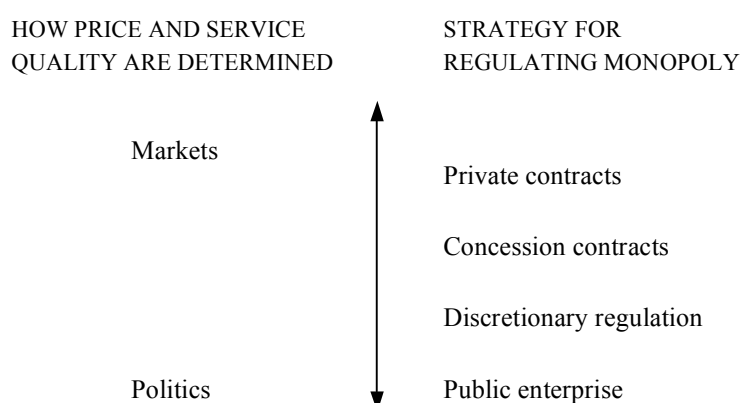 HOW PRICE AND SERVICE
QUALITY ARE DETERMINED
STRATEGY FOR
REGULATING MONOPOLY
Markets
Private contracts
Concession contracts
Discretionary regulation
Politics
Public enterprise